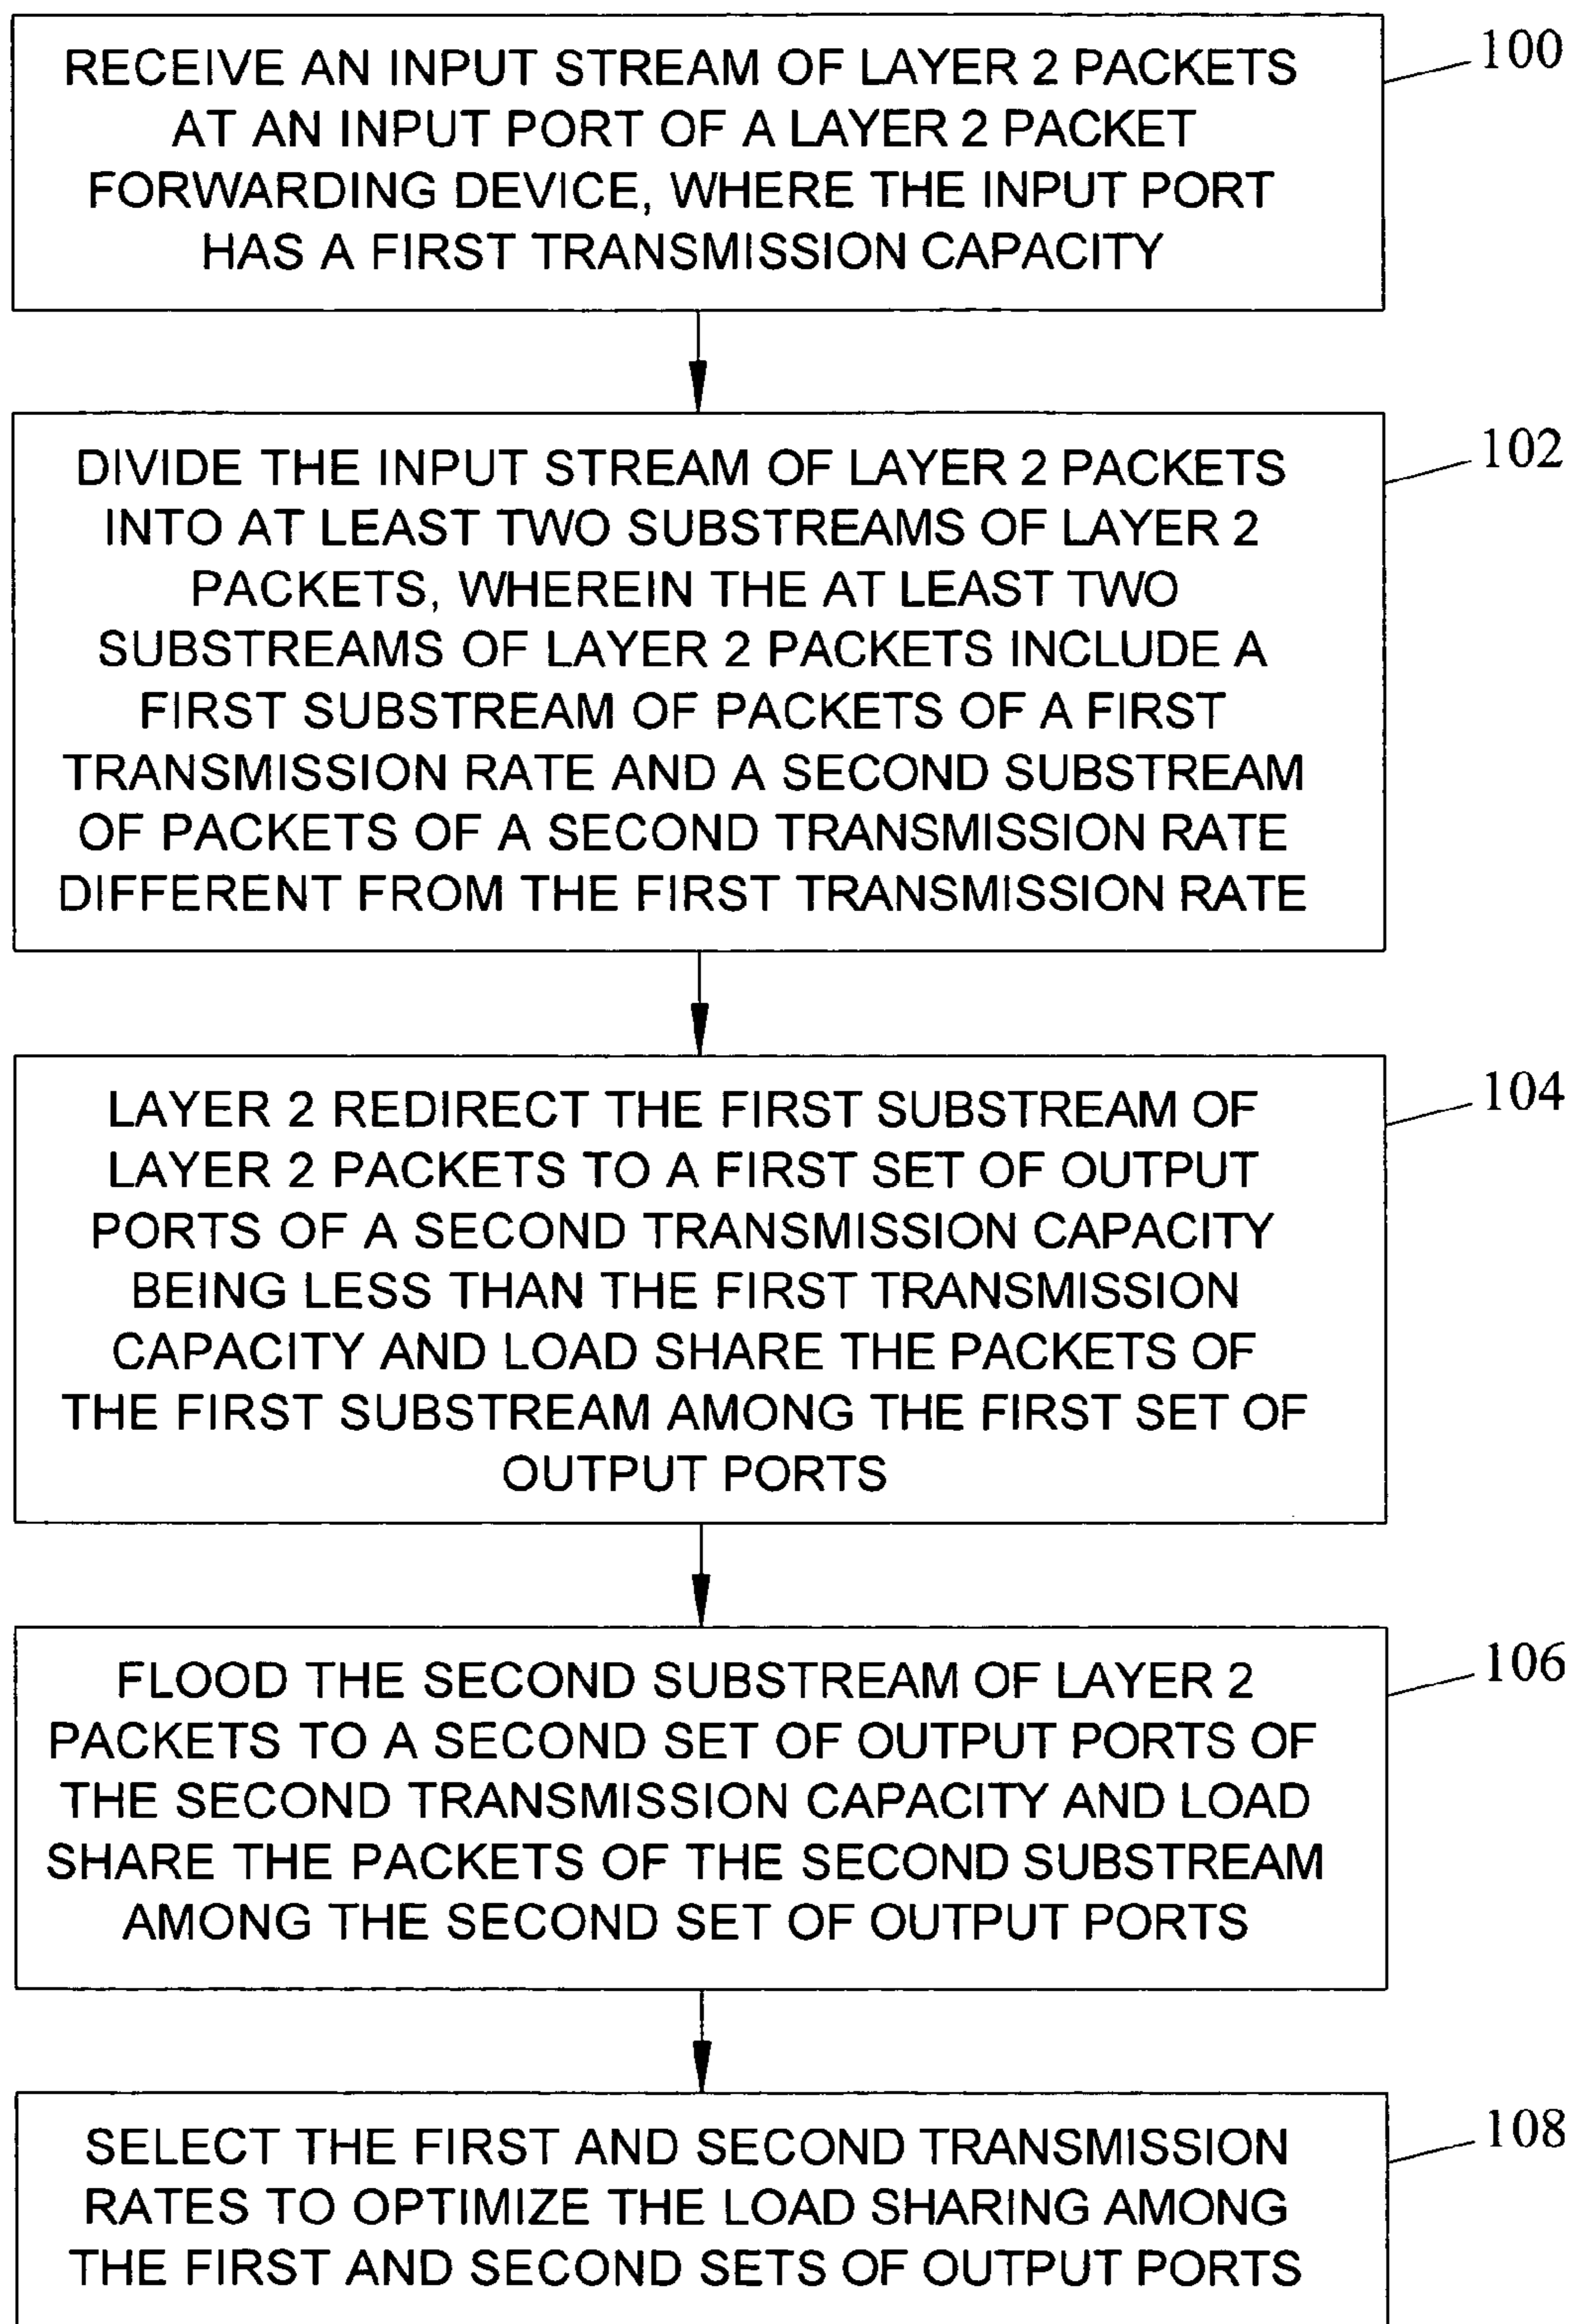 RECEIVE AN INPUT STREAM OF LAYER 2 PACKETS
AT AN INPUT PORT OF A LAYER 2 PACKET
FORWARDING DEVICE, WHERE THE INPUT PORT
HAS A FIRST TRANSMISSION CAPACITY
100
DIVIDE THE INPUT STREAM OF LAYER 2 PACKETS
INTO AT LEAST TWO SUBSTREAMS OF LAYER 2
PACKETS, WHEREIN THE AT LEAST TWO
SUBSTREAMS OF LAYER 2 PACKETS INCLUDE A
FIRST SUBSTREAM OF PACKETS OF A FIRST
TRANSMISSION RATE AND A SECOND SUBSTREAM
OF PACKETS OF A SECOND TRANSMISSION RATE
DIFFERENT FROM THE FIRST TRANSMISSION RATE
102
LAYER 2 REDIRECT THE FIRST SUBSTREAM OF
LAYER 2 PACKETS TO A FIRST SET OF OUTPUT
PORTS OF A SECOND TRANSMISSION CAPACITY
BEING LESS THAN THE FIRST TRANSMISSION
CAPACITY AND LOAD SHARE THE PACKETS OF
THE FIRST SUBSTREAM AMONG THE FIRST SET OF
OUTPUT PORTS
104
FLOOD THE SECOND SUBSTREAM OF LAYER 2
PACKETS TO A SECOND SET OF OUTPUT PORTS OF
THE SECOND TRANSMISSION CAPACITY AND LOAD
SHARE THE PACKETS OF THE SECOND SUBSTREAM
AMONG THE SECOND SET OF OUTPUT PORTS
106
SELECT THE FIRST AND SECOND TRANSMISSION
RATES TO OPTIMIZE THE LOAD SHARING AMONG
THE FIRST AND SECOND SETS OF OUTPUT PORTS
108